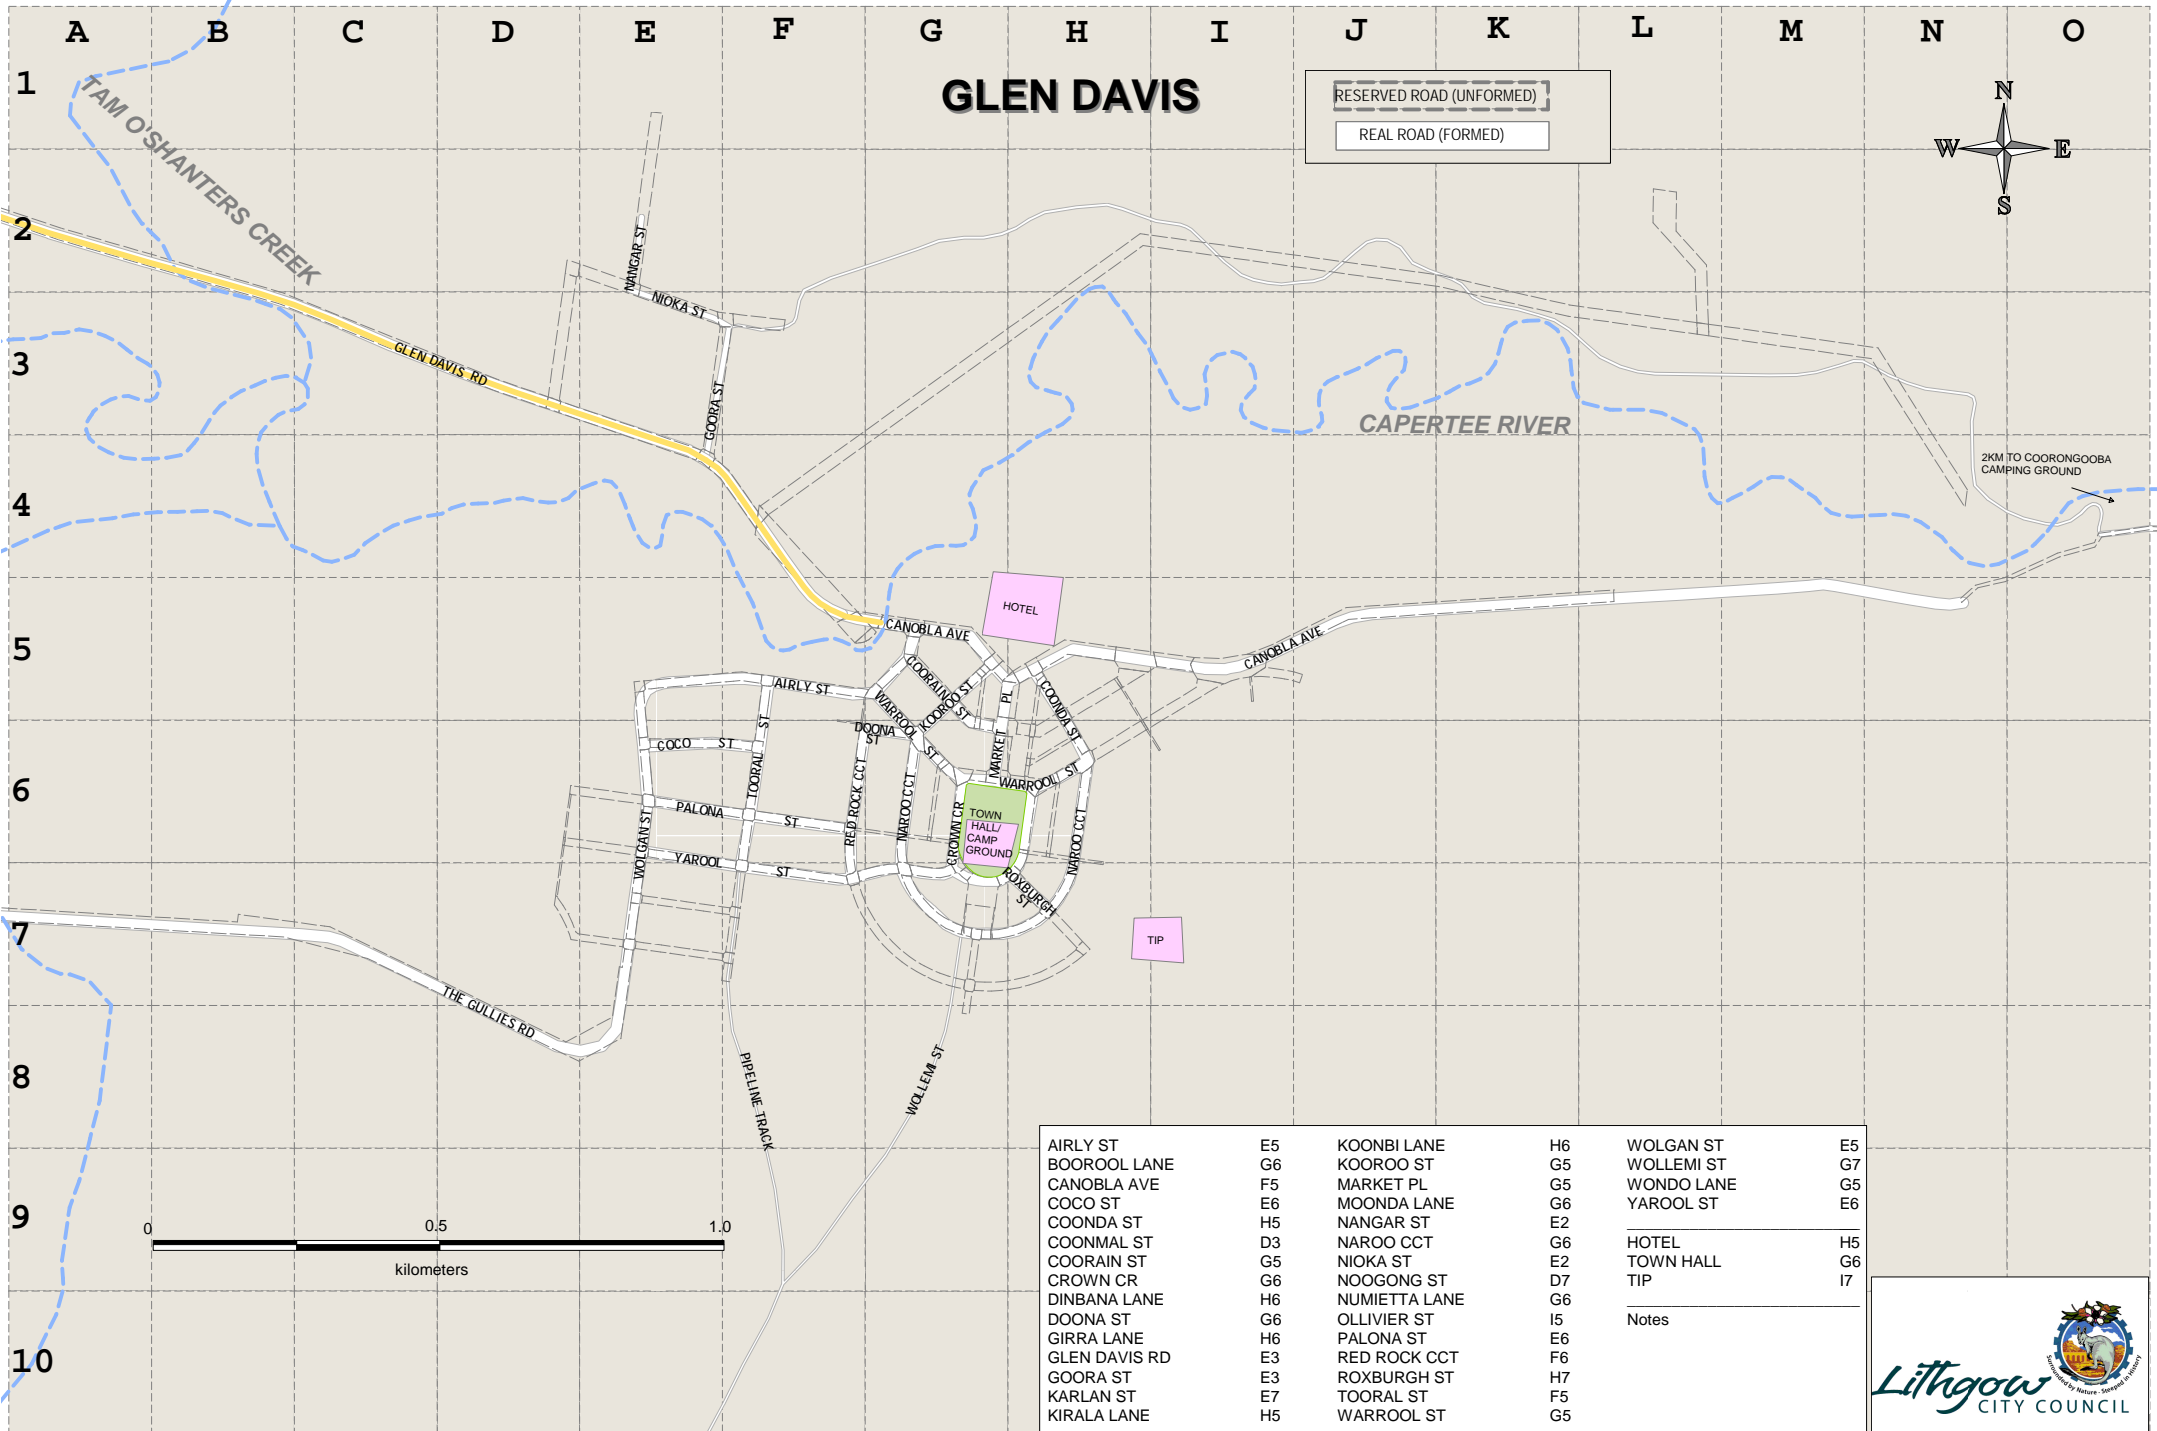 A B C D E F G H I J K L M N O
1
2
3
4
5
6
7
8
9
10
GLEN DAVIS
RESERVED ROAD (UNFORMED)
REAL ROAD (FORMED)
N
W E
S
TAM O'SHANTERS CREEK
CAPERTEE RIVER
2KM TO COORONGOOBA
CAMPING GROUND
NANGAR ST
NIOKA ST
GLEN DAVIS RD
GOORA ST
HOTEL
CANOBLA AVE
CANOBLA AVE
COORAIN ST
KOOROO ST
MARKET PL
COONDA ST
AIRLY ST
WARROOL ST
DOONA
ST
COCO ST
TOORAL ST
RED ROCK CCT
NAROO CCT
WARROOL ST
PALONA ST
CROWN CR
TOWN
HALL/
CAMP
GROUND
NAROO CCT
WOLGAN ST
YAROOL ST
ROXBURGH
ST
TIP
THE GULLIES RD
PIPELINE TRACK
WOLLEMI ST
0 0.5 1.0
kilometers
AIRLY ST E5 KOONBI LANE H6 WOLGAN ST E5
BOOROOL LANE G6 KOOROO ST G5 WOLLEMI ST G7
CANOBLA AVE F5 MARKET PL G5 WONDO LANE G5
COCO ST E6 MOONDA LANE G6 YAROOL ST E6
COONDA ST H5 NANGAR ST E2
COONMAL ST D3 NAROO CCT G6 HOTEL H5
COORAIN ST G5 NIOKA ST E2 TOWN HALL G6
CROWN CR G6 NOOGONG ST D7 TIP I7
DINBANA LANE H6 NUMIETTA LANE G6
DOONA ST G6 OLLIVIER ST I5 Notes
GIRRA LANE H6 PALONA ST E6
GLEN DAVIS RD E3 RED ROCK CCT F6
GOORA ST E3 ROXBURGH ST H7
KARLAN ST E7 TOORAL ST F5
KIRALA LANE H5 WARROOL ST G5
Surrounded by Nature - Steeped in History
Lithgow
CITY COUNCIL